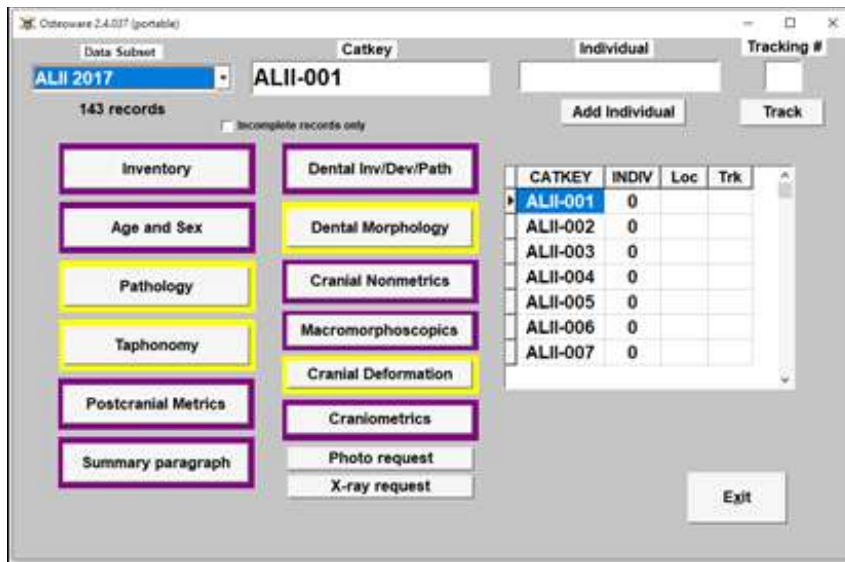 Osteoware 2.4.037 (portable)
Data Subset Catkey Individual Tracking #
ALII 2017 ALII-001
143 records Incomplete records only Add Individual Track
Inventory Dental Inv/Dev/Path
Age and Sex Dental Morphology
Pathology Cranial Nonmetrics
Taphonomy Macromorphoscopics
Cranial Deformation
Postcranial Metrics Craniometrics
Summary paragraph Photo request
X-ray request
CATKEY INDIV Loc Trk
ALII-001 0
ALII-002 0
ALII-003 0
ALII-004 0
ALII-005 0
ALII-006 0
ALII-007 0
Exit